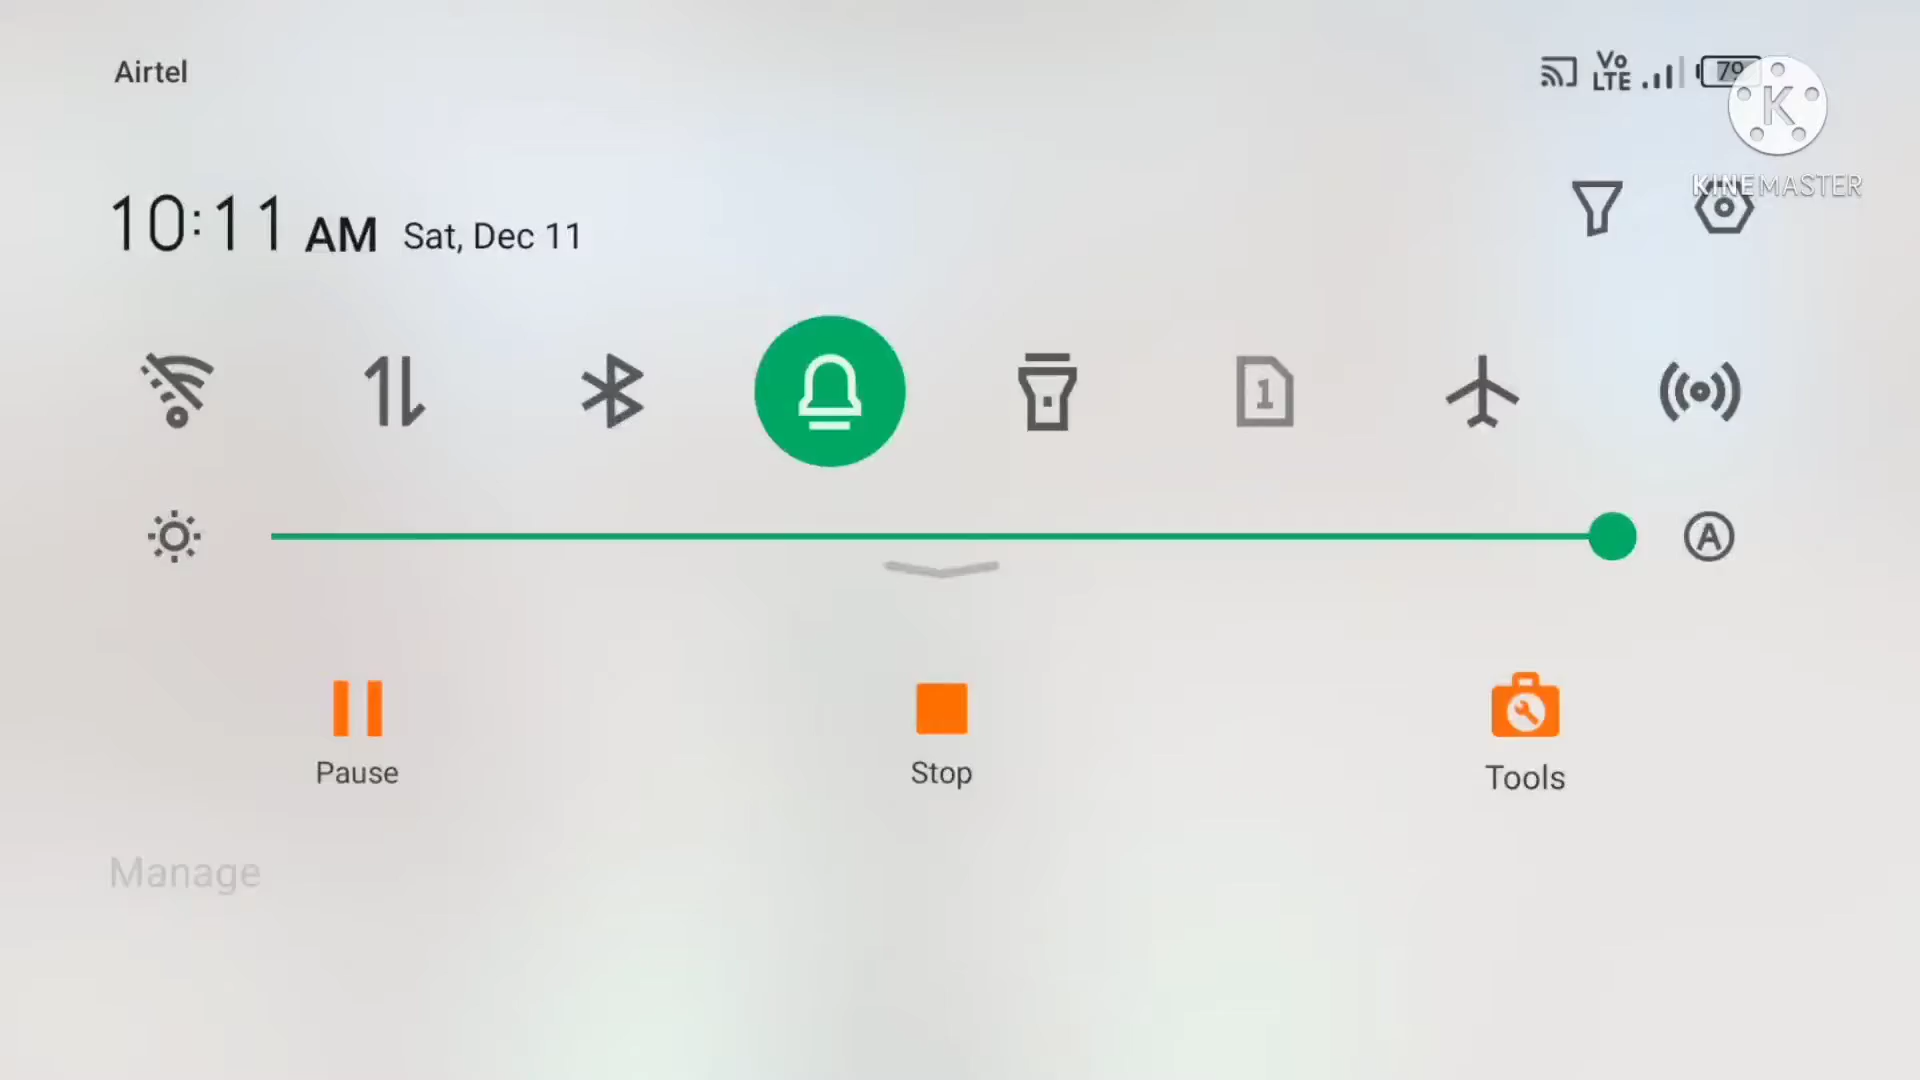 Airtel
Vo
LTE
79
K
KINEMASTER
10:11 AM Sat, Dec 11
1
A
Pause
Stop
Tools
Manage